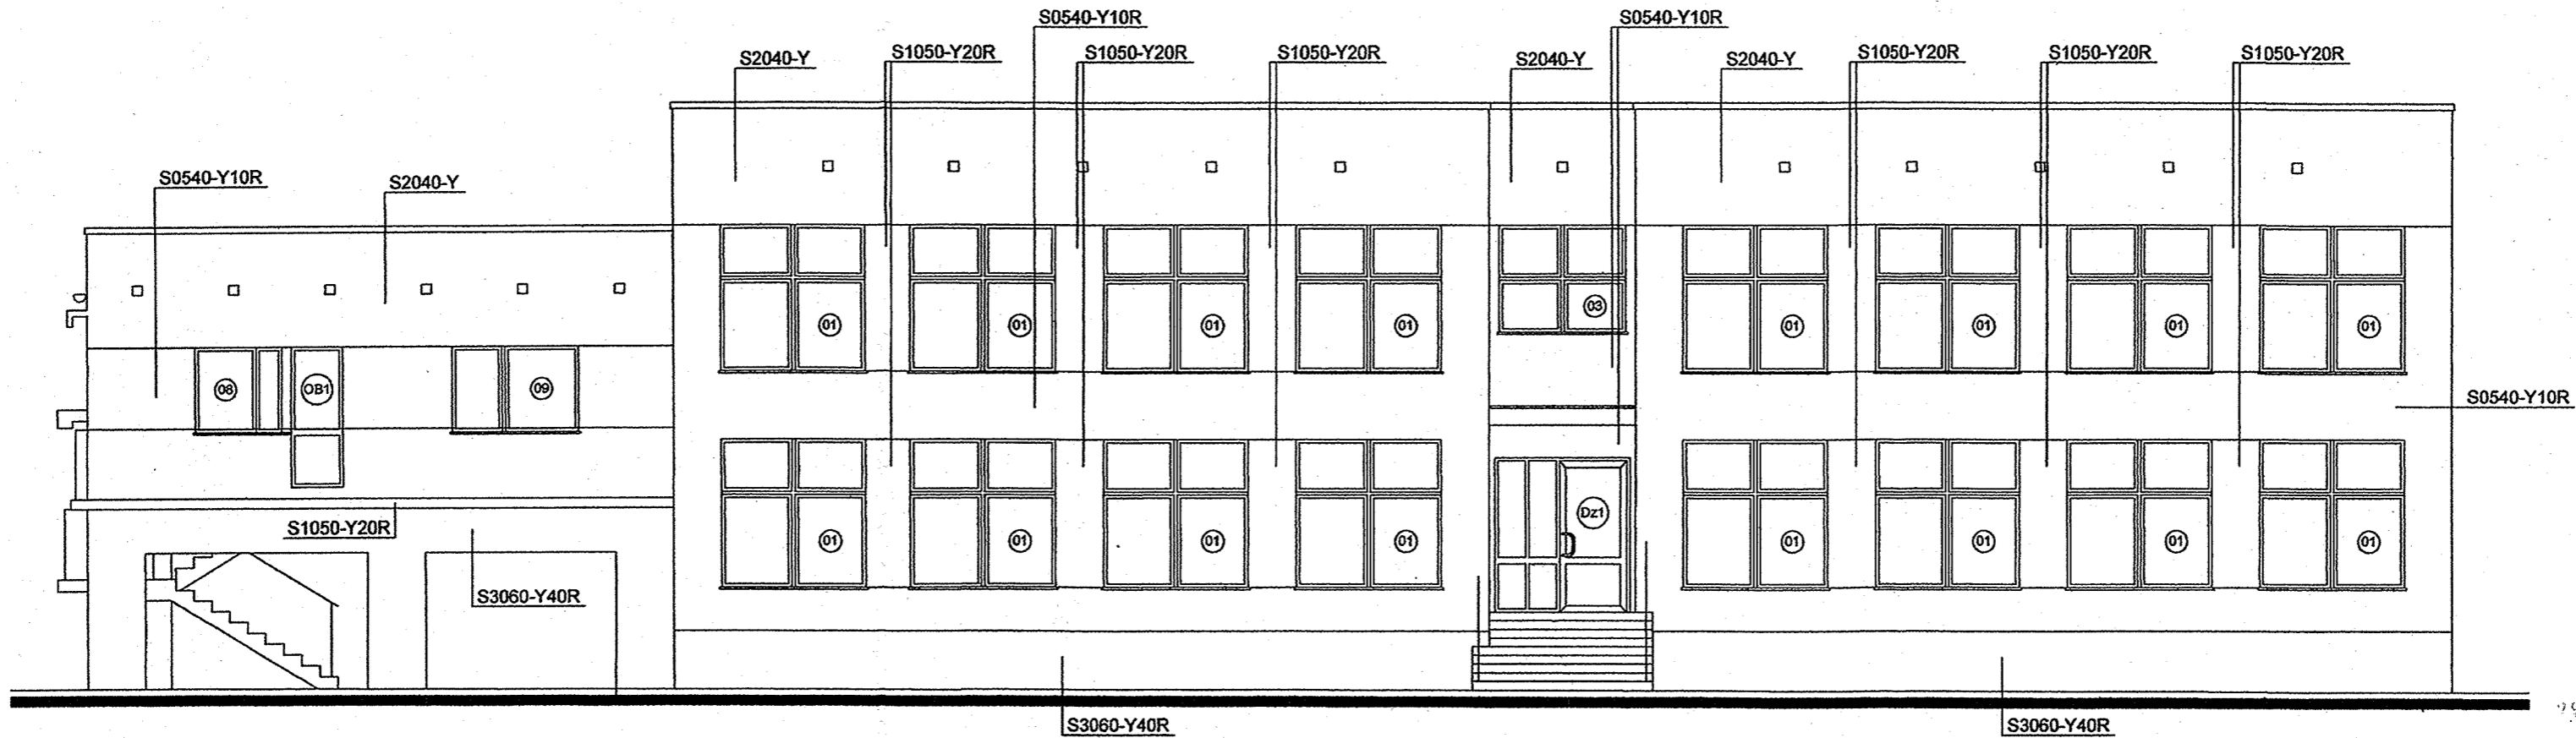 S0540-Y10R S0540-Y10R
S2040-Y S1050-Y20R S1050-Y20R S1050-Y20R S2040-Y S2040-Y S1050-Y20R S1050-Y20R S1050-Y20R
S0540-Y10R S2040-Y
03
01 01 01 01 01 01 01 01
08 OB1 09
S0540-Y10R
Dz1
S1050-Y20R
01 01 01 01 01 01 01 01
S3060-Y40R
S3060-Y40R S3060-Y40R